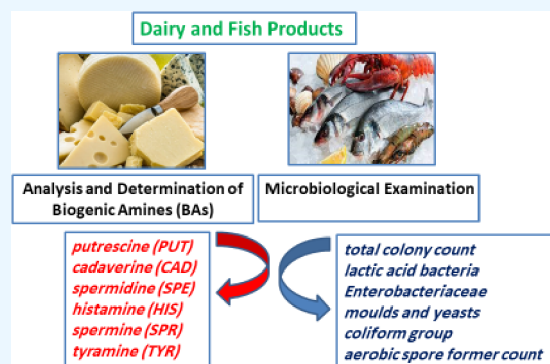 Dairy and Fish Products
Analysis and Determination of
Biogenic Amines (BAs)
Microbiological Examination
putrescine (PUT)
cadaverine (CAD)
spermidine (SPE)
histamine (HIS)
spermine (SPR)
tyramine (TYR)
total colony count
lactic acid bacteria
Enterobacteriaceae
moulds and yeasts
coliform group
aerobic spore former count